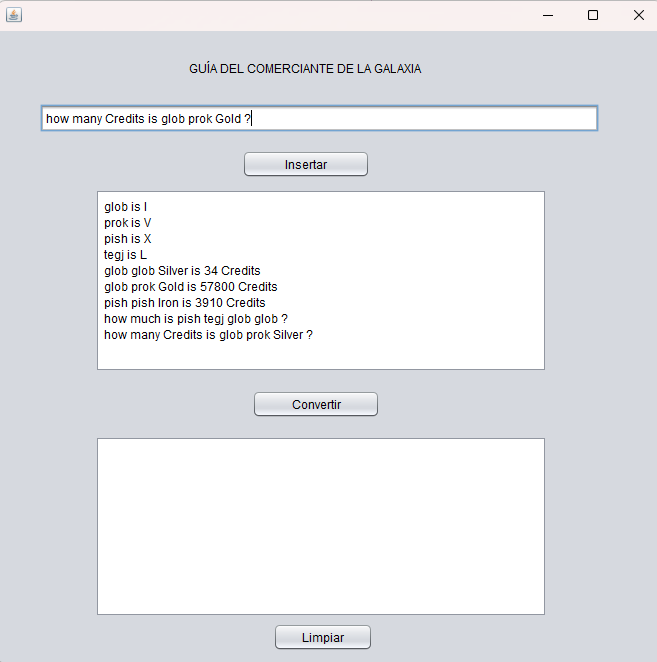 GUÍA DEL COMERCIANTE DE LA GALAXIA
how many Credits is glob prok Gold ?
Insertar
glob is I
prok is V
pish is X
tegj is L
glob glob Silver is 34 Credits
glob prok Gold is 57800 Credits
pish pish Iron is 3910 Credits
how much is pish tegj glob glob ?
how many Credits is glob prok Silver ?
Convertir
Limpiar